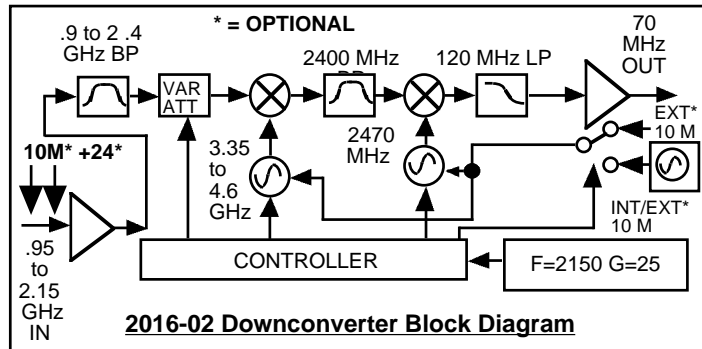 * = OPTIONAL
.9 to 2 .4
GHz BP
2400 MHz
120 MHz LP
70
MHz
OUT
VAR
ATT
EXT*
10 M
10M* +24*
3.35
to
4.6
GHz
2470
MHz
INT/EXT*
10 M
.95
to
2.15
GHz
IN
CONTROLLER
F=2150 G=25
2016-02 Downconverter Block Diagram